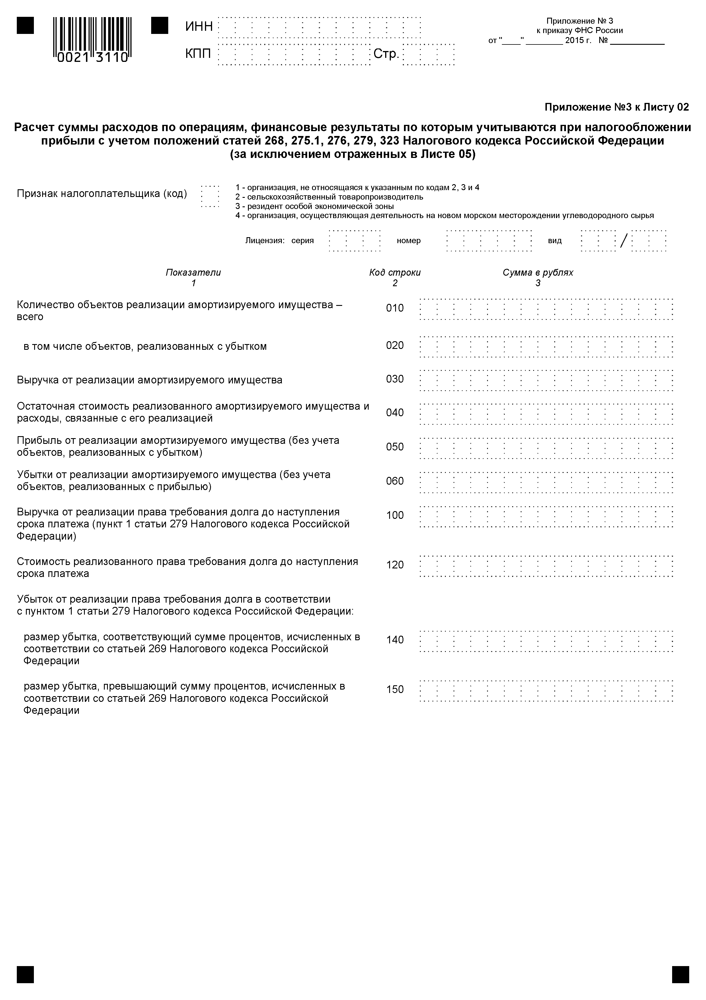 ИНН
Приложение № 3
к приказу ФНС России
от "____" __________ 2015 г. № ___________
0021 3110
КПП
Стр.
Приложение №3 к Листу 02
Расчет суммы расходов по операциям, финансовые результаты по которым учитываются при налогообложении
прибыли с учетом положений статей 268, 275.1, 276, 279, 323 Налогового кодекса Российской Федерации
(за исключением отраженных в Листе 05)
Признак налогоплательщика (код)
1 - организация, не относящаяся к указанным по кодам 2, 3 и 4
2 - сельскохозяйственный товаропроизводитель
3 - резидент особой экономической зоны
4 - организация, осуществляющая деятельность на новом морском месторождении углеводородного сырья
Лицензия: серия номер вид /
Показатели Код строки Сумма в рублях
1 2 3
Количество объектов реализации амортизируемого имущества – 010
всего
в том числе объектов, реализованных с убытком 020
Выручка от реализации амортизируемого имущества 030
Остаточная стоимость реализованного амортизируемого имущества и 040
расходы, связанные с его реализацией
Прибыль от реализации амортизируемого имущества (без учета 050
объектов, реализованных с убытком)
Убытки от реализации амортизируемого имущества (без учета 060
объектов, реализованных с прибылью)
Выручка от реализации права требования долга до наступления 100
срока платежа (пункт 1 статьи 279 Налогового кодекса Российской
Федерации)
Стоимость реализованного права требования долга до наступления 120
срока платежа
Убыток от реализации права требования долга в соответствии
с пунктом 1 статьи 279 Налогового кодекса Российской Федерации:
размер убытка, соответствующий сумме процентов, исчисленных в 140
соответствии со статьей 269 Налогового кодекса Российской
Федерации
размер убытка, превышающий сумму процентов, исчисленных в 150
соответствии со статьей 269 Налогового кодекса Российской
Федерации